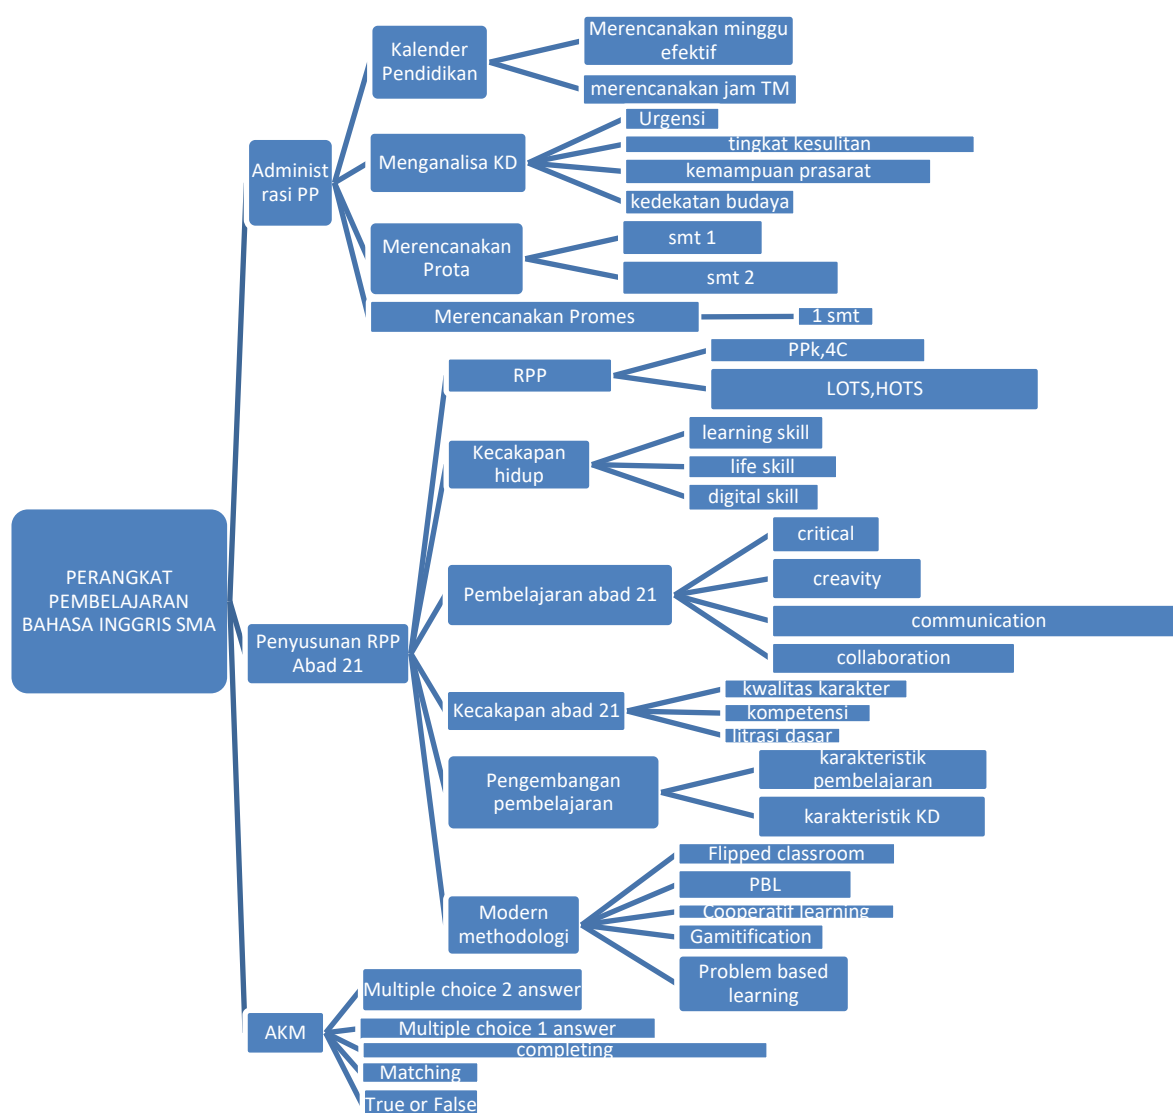 PERANGKAT
PEMBELAJARAN
BAHASA INGGRIS SMA
Administ
rasi PP
Kalender
Pendidikan
Merencanakan minggu
efektif
merencanakan jam TM
Menganalisa KD
Urgensi
tingkat kesulitan
kemampuan prasarat
kedekatan budaya
Merencanakan
Prota
smt 1
smt 2
Merencanakan Promes
1 smt
Penyusunan RPP
Abad 21
RPP
PPk,4C
LOTS,HOTS
Kecakapan
hidup
learning skill
life skill
digital skill
Pembelajaran abad 21
critical
creavity
communication
collaboration
Kecakapan abad 21
kwalitas karakter
kompetensi
litrasi dasar
Pengembangan
pembelajaran
karakteristik
pembelajaran
karakteristik KD
Modern
methodologi
Flipped classroom
PBL
Cooperatif learning
Gamitification
Problem based
learning
AKM
Multiple choice 2 answer
Multiple choice 1 answer
completing
Matching
True or False